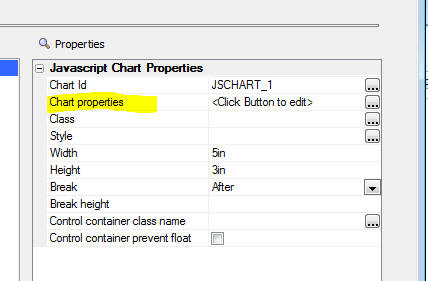 Properties
Javascript Chart Properties
Chart Id JSCHART_1 ...
Chart properties <Click Button to edit> ...
Class ...
Style ...
Width 5in
Height 3in
Break After
Break height
Control container class name ...
Control container prevent float